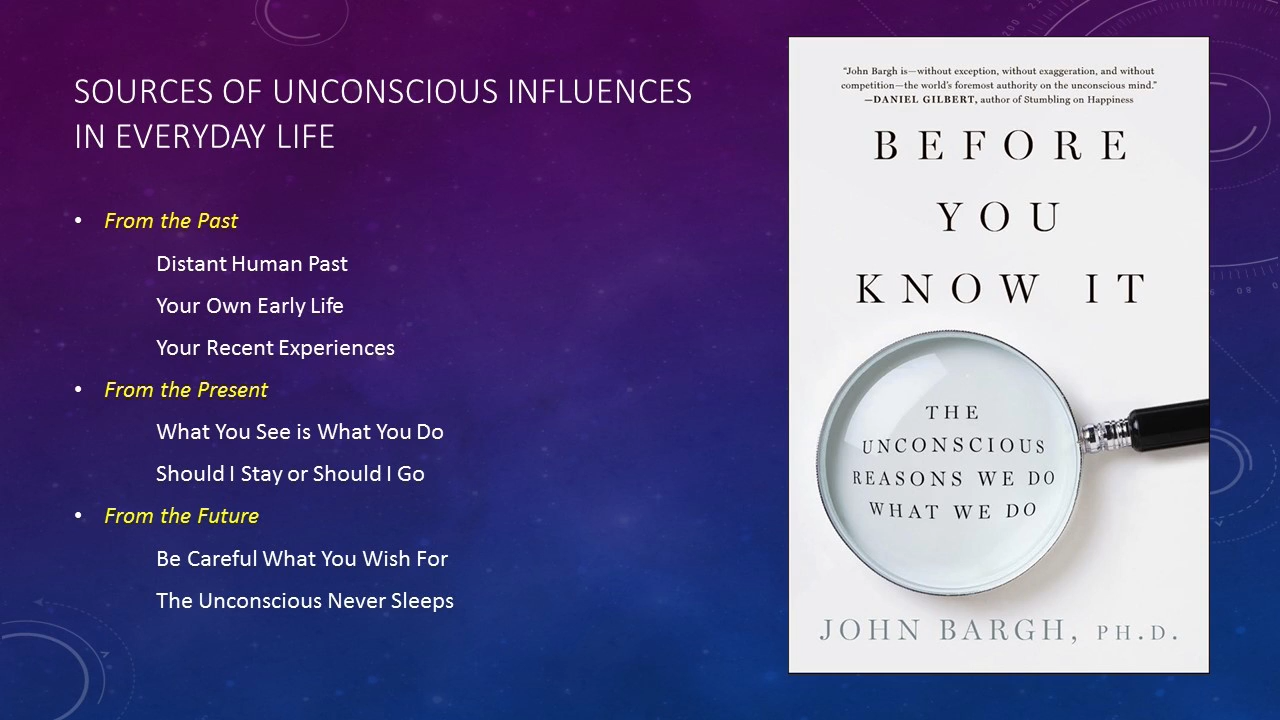 SOURCES OF UNCONSCIOUS INFLUENCES
IN EVERYDAY LIFE
• From the Past
Distant Human Past
Your Own Early Life
Your Recent Experiences
• From the Present
What You See is What You Do
Should I Stay or Should I Go
• From the Future
Be Careful What You Wish For
The Unconscious Never Sleeps
“John Bargh is—without exception, without exaggeration, and without
competition—the world’s foremost authority on the unconscious mind.”
—DANIEL GILBERT, author of Stumbling on Happiness
BEFORE
YOU
KNOW IT
THE
UNCONSCIOUS
REASONS WE DO
WHAT WE DO
JOHN BARGH, PH.D.